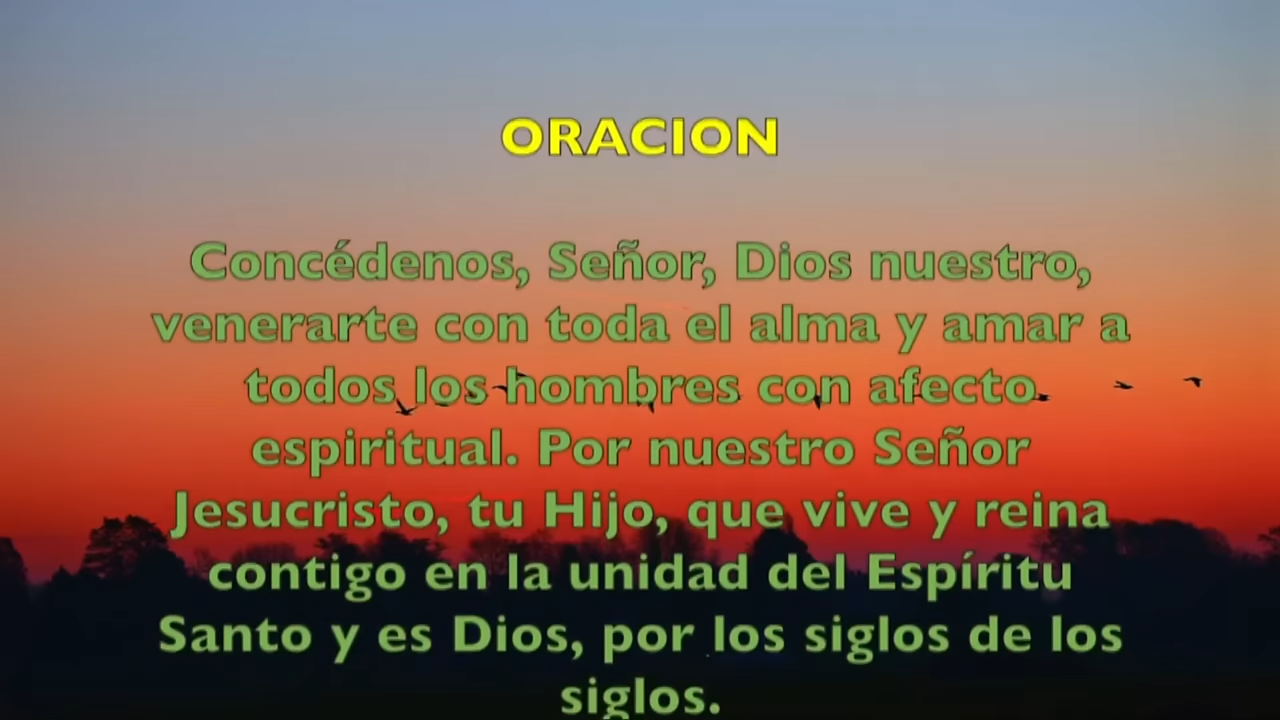 ORACION
Concédenos, Señor, Dios nuestro,
venerarte con toda el alma y amar a
todos los hombres con afecto
espiritual. Por nuestro Señor
Jesucristo, tu Hijo, que vive y reina
contigo en la unidad del Espíritu
Santo y es Dios, por los siglos de los
siglos.